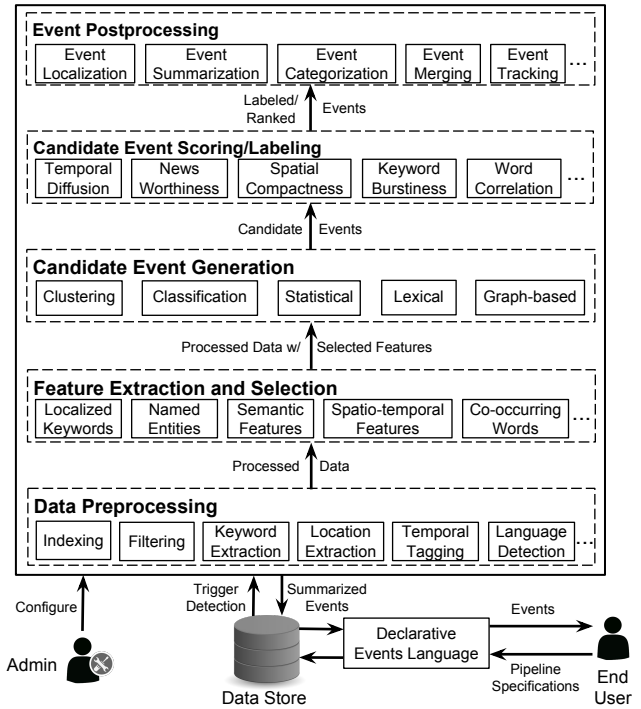 Event Postprocessing
Event Localization
Event Summarization
Event Categorization
Event Merging
Event Tracking
...
Labeled/ Ranked
Events
Candidate Event Scoring/Labeling
Temporal Diffusion
News Worthiness
Spatial Compactness
Keyword Burstiness
Word Correlation
...
Candidate
Events
Candidate Event Generation
Clustering
Classification
Statistical
Lexical
Graph-based
Processed Data w/
Selected Features
Feature Extraction and Selection
Localized Keywords
Named Entities
Semantic Features
Spatio-temporal Features
Co-occurring Words
...
Processed
Data
Data Preprocessing
Indexing
Filtering
Keyword Extraction
Location Extraction
Temporal Tagging
Language Detection
...
Configure
Trigger Detection
Summarized Events
Admin
Data Store
Declarative Events Language
Events
Pipeline Specifications
End User